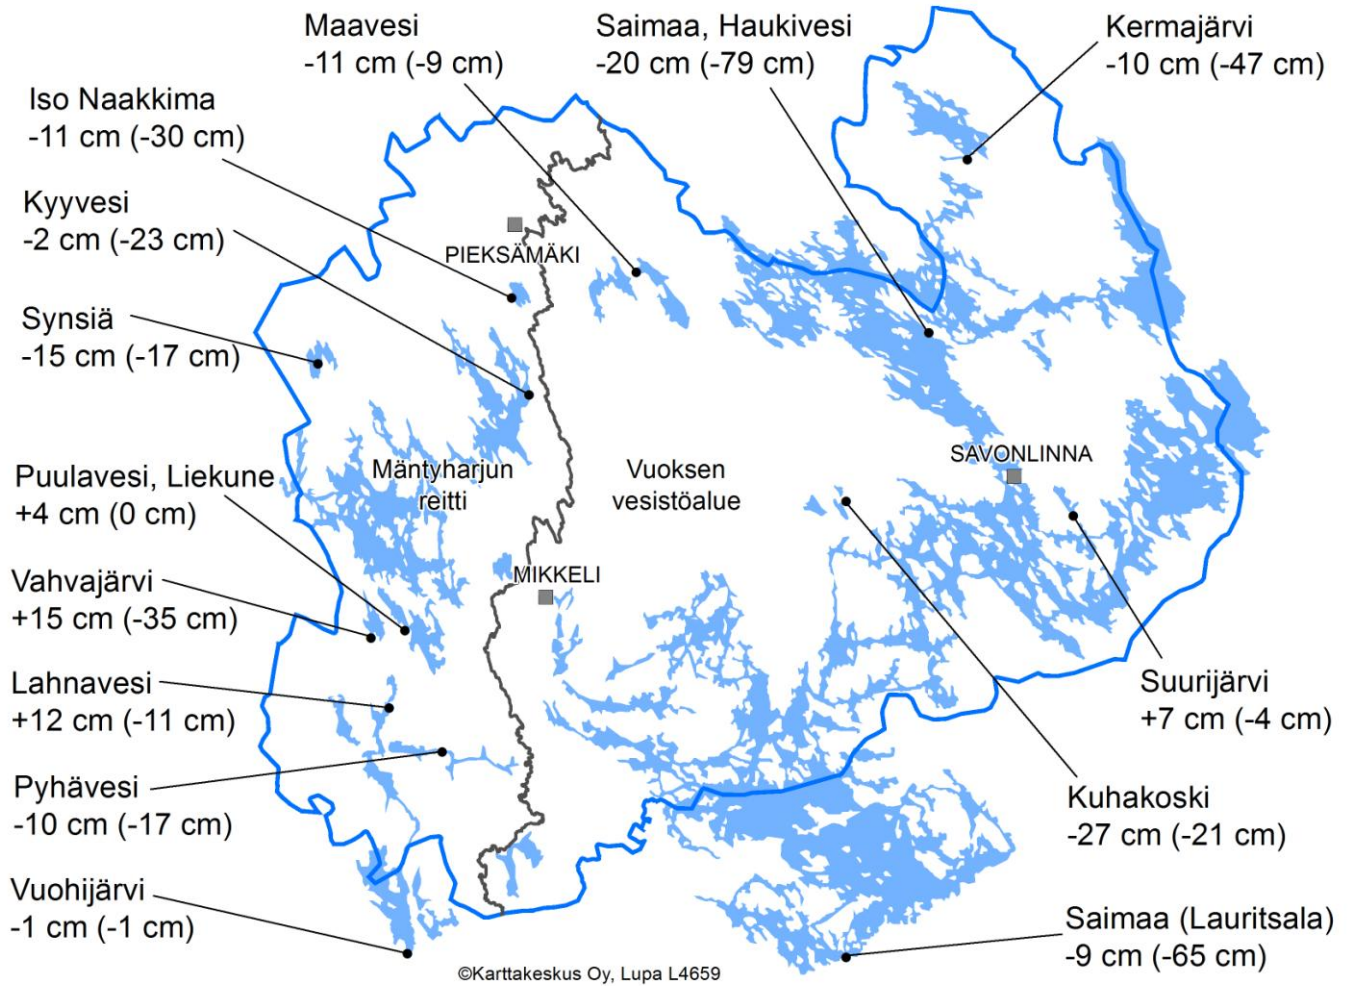 Maavesi
-11 cm (-9 cm)
Saimaa, Haukivesi
-20 cm (-79 cm)
Kermajärvi
-10 cm (-47 cm)
Iso Naakkima
-11 cm (-30 cm)
Kyyvesi
-2 cm (-23 cm)
PIEKSÄMÄKI
Synsiä
-15 cm (-17 cm)
Puulavesi, Liekune
+4 cm (0 cm)
Mäntyharjun
reitti
Vuoksen
vesistöalue
SAVONLINNA
MIKKELI
Vahvajärvi
+15 cm (-35 cm)
Lahnavesi
+12 cm (-11 cm)
Suurijärvi
+7 cm (-4 cm)
Pyhävesi
-10 cm (-17 cm)
Kuhakoski
-27 cm (-21 cm)
Vuohijärvi
-1 cm (-1 cm)
Saimaa (Lauritsala)
-9 cm (-65 cm)
©Karttakeskus Oy, Lupa L4659